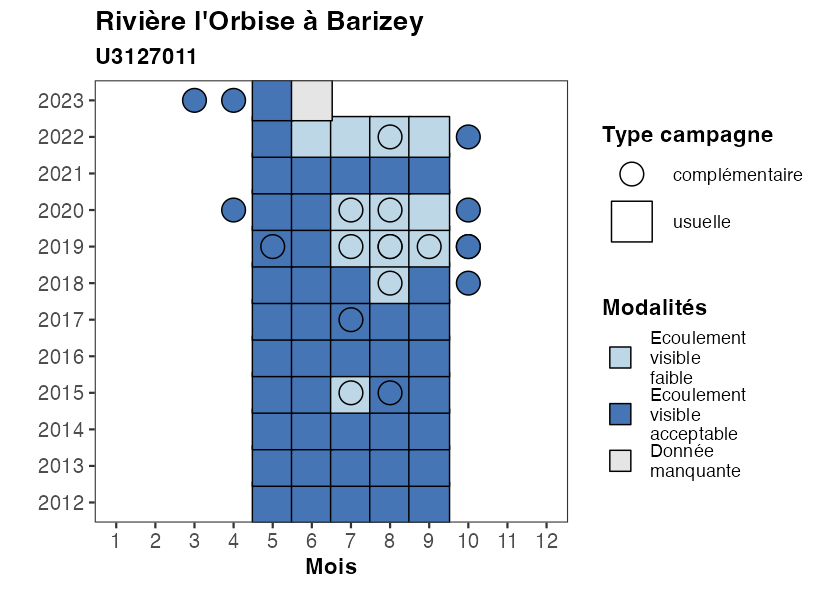 Rivière l'Orbise à Barizey
U3127011
2023
2022
2021
2020
2019
2018
2017
2016
2015
2014
2013
2012
1 2 3 4 5 6 7 8 9 10 11 12
Mois
Type campagne
complémentaire
usuelle
Modalités
Ecoulement
visible
faible
Ecoulement
visible
acceptable
Donnée
manquante